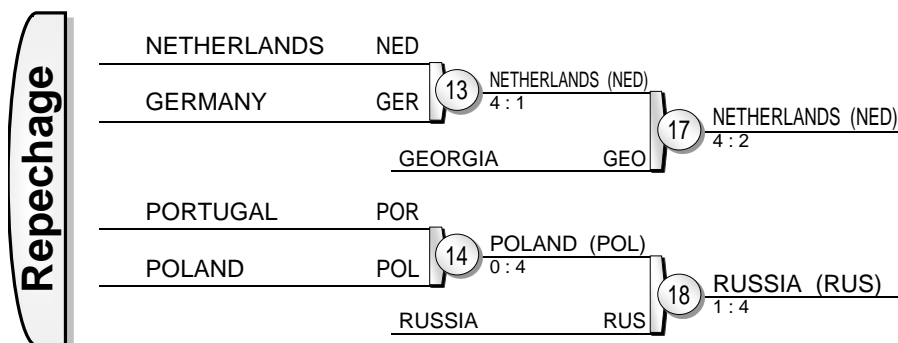 Repechage
NETHERLANDS NED
GERMANY GER
13
NETHERLANDS (NED)
4 : 1
GEORGIA GEO
17
NETHERLANDS (NED)
4 : 2
PORTUGAL POR
POLAND POL
14
POLAND (POL)
0 : 4
RUSSIA RUS
18
RUSSIA (RUS)
1 : 4